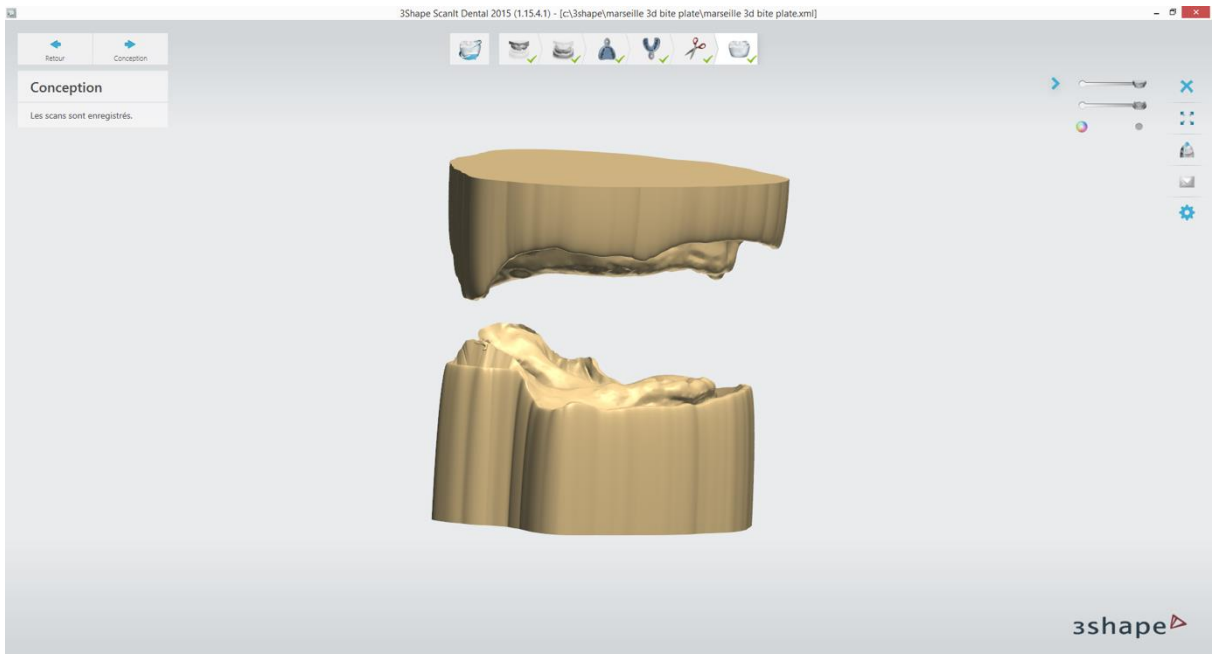 3Shape ScanIt Dental 2015 (1.15.4.1) - [c:\3shape\marseille 3d bite plate\marseille 3d bite plate.xml]
Retour
Conception
Conception
Les scans sont enregistrés.
3shape